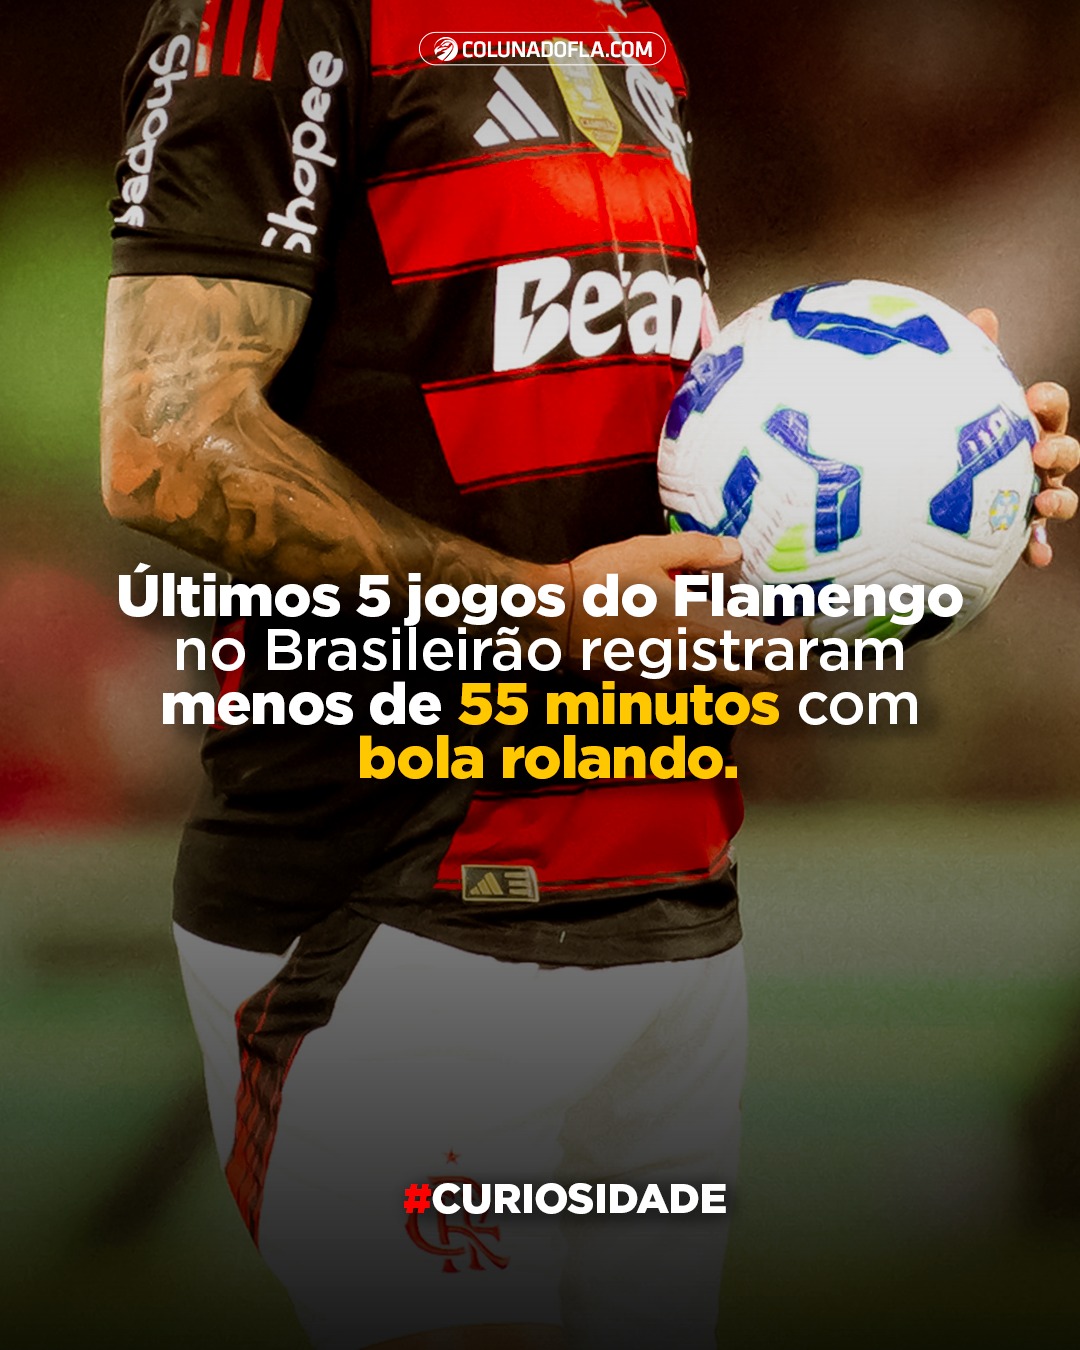 COLUNADOFLA.COM
Shopee
Últimos 5 jogos do Flamengo
no Brasileirão registraram
menos de 55 minutos com
bola rolando.
#CURIOSIDADE